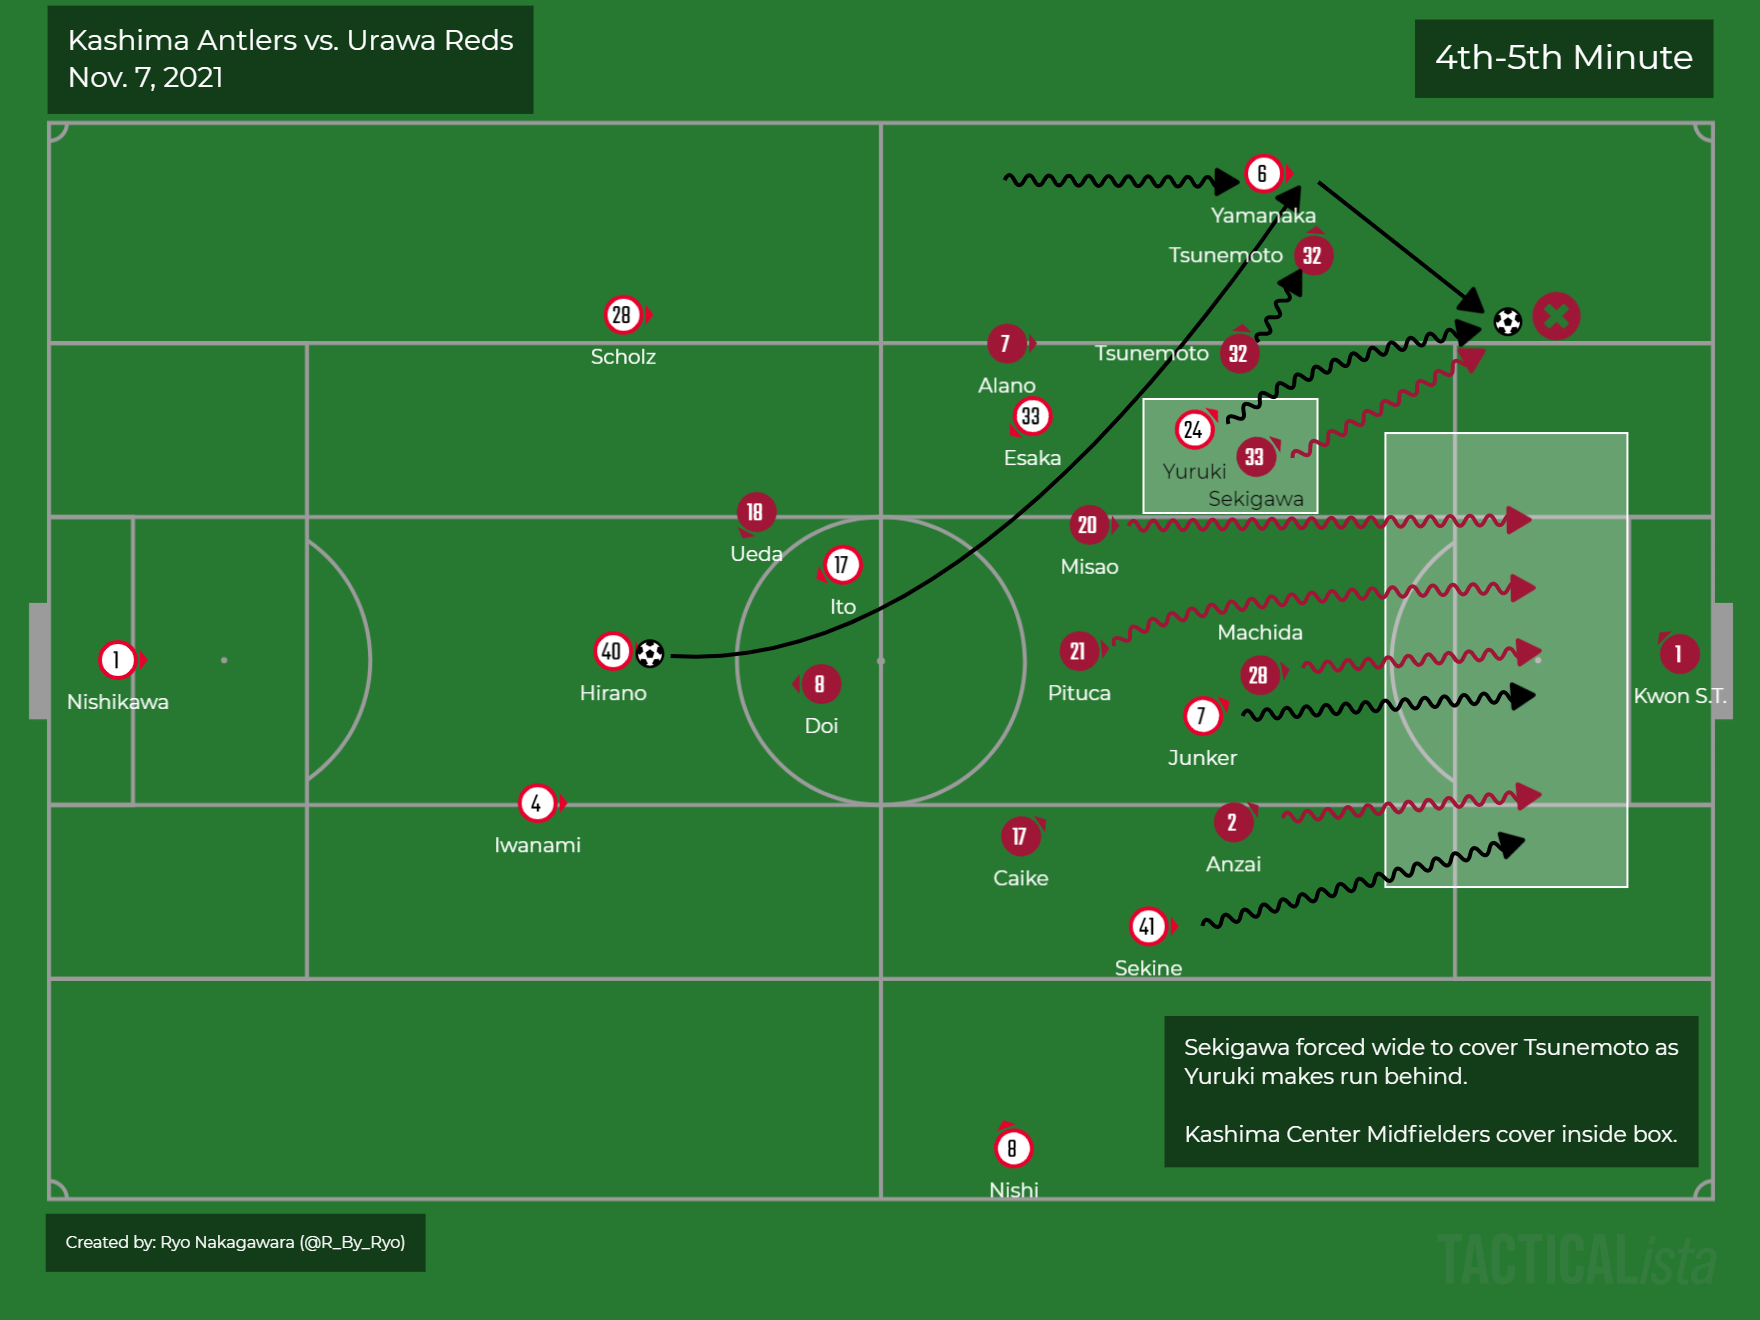 Kashima Antlers vs. Urawa Reds
Nov. 7, 2021
4th-5th Minute
6
Yamanaka
Tsunemoto
32
28
Scholz
7
Alano
Tsunemoto
32
33
Esaka
24
Yuruki
33
Sekigawa
18
Ueda
20
Misao
17
Ito
1
Nishikawa
40
Hirano
8
Doi
21
Pituca
Machida
28
7
Junker
1
Kwon S.T.
4
Iwanami
17
Caike
2
Anzai
41
Sekine
8
Nishi
Sekigawa forced wide to cover Tsunemoto as
Yuruki makes run behind.
Kashima Center Midfielders cover inside box.
Created by: Ryo Nakagawara (@R_By_Ryo)
TACTICALista